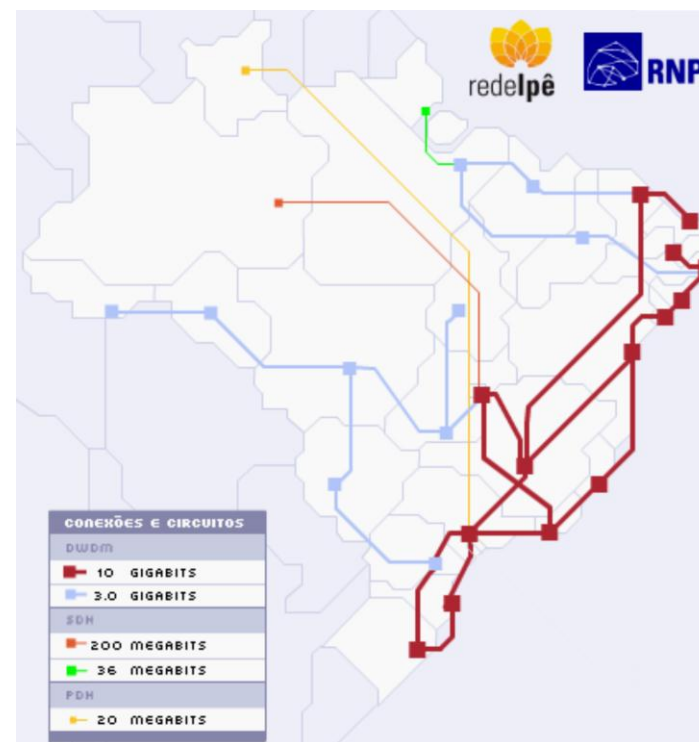 redeIpê
RNP
CONEXÕES E CIRCUITOS
DWDM
10 GIGABITS
3.0 GIGABITS
SDH
200 MEGABITS
36 MEGABITS
PDH
20 MEGABITS